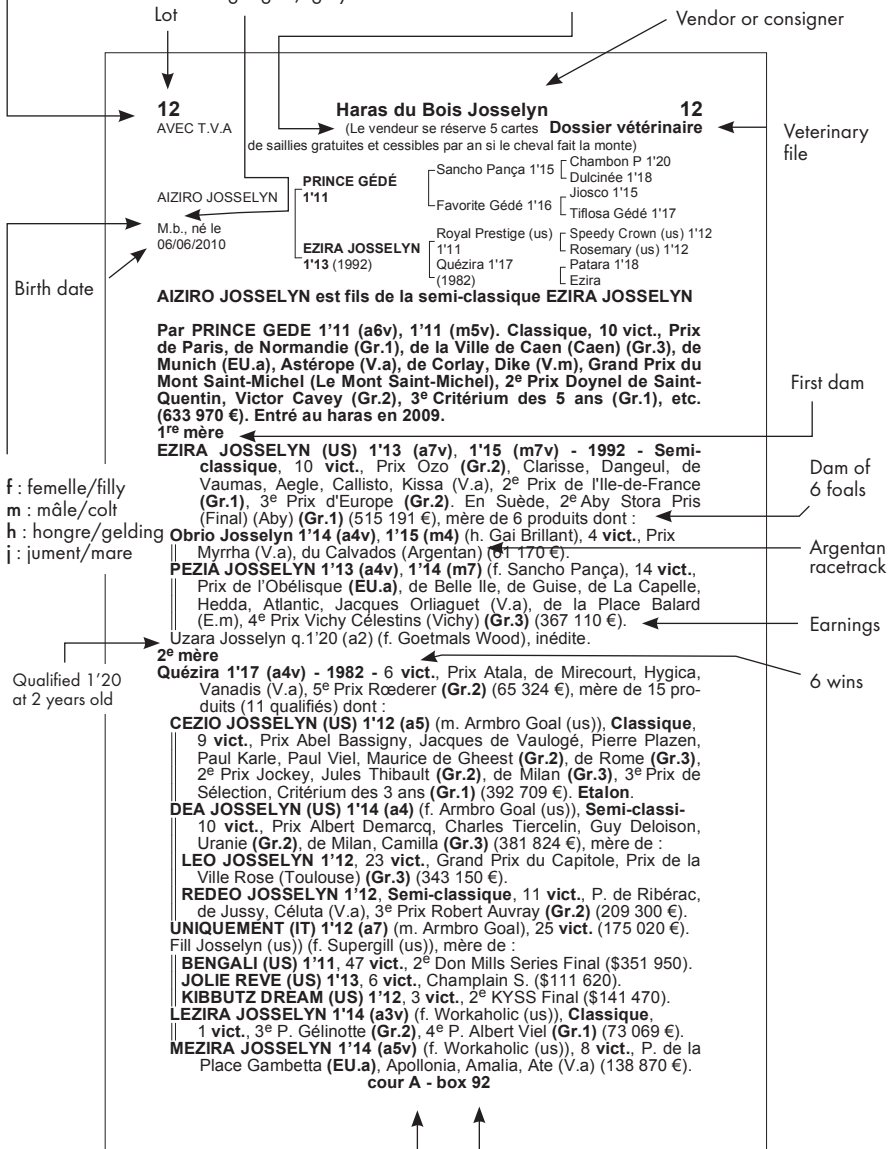 Lot
Vendor or consigner
12 Haras du Bois Josselyn 12
AVEC T.V.A (Le vendeur se réserve 5 cartes Dossier vétérinaire
de saillies gratuites et cessibles par an si le cheval fait la monte)
Veterinary
file
AIZIRO JOSSELYN
M.b., né le
06/06/2010
Birth date
PRINCE GÉDÉ
1'11
Sancho Pança 1'15
Chambon P 1'20
Dulcinée 1'18
Favorite Gédé 1'16
Jiosco 1'15
Tiflosa Gédé 1'17
EZIRA JOSSELYN
1'13 (1992)
Royal Prestige (us)
1'11
Speedy Crown (us) 1'12
Rosemary (us) 1'12
Quézira 1'17
(1982)
Patara 1'18
Ezira
AIZIRO JOSSELYN est fils de la semi-classique EZIRA JOSSELYN
Par PRINCE GEDE 1’11 (a6v), 1’11 (m5v). Classique, 10 vict., Prix
de Paris, de Normandie (Gr.1), de la Ville de Caen (Caen) (Gr.3), de
Munich (EU.a), Astérope (V.a), de Corlay, Dike (V.m), Grand Prix du
Mont Saint-Michel (Le Mont Saint-Michel), 2e Prix Doynel de Saint-
Quentin, Victor Cavey (Gr.2), 3e Critérium des 5 ans (Gr.1), etc.
(633 970 €). Entré au haras en 2009.
First dam
1re mère
EZIRA JOSSELYN (US) 1'13 (a7v), 1'15 (m7v) - 1992 - Semi-
classique, 10 vict., Prix Ozo (Gr.2), Clarisse, Dangeul, de
Vaumas, Aegle, Callisto, Kissa (V.a), 2e Prix de l'Ile-de-France
(Gr.1), 3e Prix d'Europe (Gr.2). En Suède, 2e Aby Stora Pris
(Final) (Aby) (Gr.1) (515 191 €), mère de 6 produits dont :
Dam of
6 foals
f : femelle/filly
m : mâle/colt
h : hongre/gelding
j : jument/mare
Obrio Josselyn 1'14 (a4v), 1'15 (m4) (h. Gai Brillant), 4 vict., Prix
Myrrha (V.a), du Calvados (Argentan) (61 170 €).
Argentan
racetrack
PEZIA JOSSELYN 1'13 (a4v), 1'14 (m7) (f. Sancho Pança), 14 vict.,
Prix de l’Obélisque (EU.a), de Belle Ile, de Guise, de La Capelle,
Hedda, Atlantic, Jacques Orliaguet (V.a), de la Place Balard
(E.m), 4e Prix Vichy Célestins (Vichy) (Gr.3) (367 110 €).
Earnings
Uzara Josselyn q.1'20 (a2) (f. Goetmals Wood), inédite.
Qualified 1’20
at 2 years old
2e mère
Quézira 1'17 (a4v) - 1982 - 6 vict., Prix Atala, de Mirecourt, Hygica,
Vanadis (V.a), 5e Prix Rœderer (Gr.2) (65 324 €), mère de 15 pro-
duits (11 qualifiés) dont :
6 wins
CEZIO JOSSELYN (US) 1'12 (a5) (m. Armbro Goal (us)), Classique,
9 vict., Prix Abel Bassigny, Jacques de Vaulogé, Pierre Plazen,
Paul Karle, Paul Viel, Maurice de Gheest (Gr.2), de Rome (Gr.3),
2e Prix Jockey, Jules Thibault (Gr.2), de Milan (Gr.3), 3e Prix de
Sélection, Critérium des 3 ans (Gr.1) (392 709 €). Etalon.
DEA JOSSELYN (US) 1'14 (a4) (f. Armbro Goal (us)), Semi-classi-
10 vict., Prix Albert Demarcq, Charles Tiercelin, Guy Deloison,
Uranie (Gr.2), de Milan, Camilla (Gr.3) (381 824 €), mère de :
LEO JOSSELYN 1’12, 23 vict., Grand Prix du Capitole, Prix de la
Ville Rose (Toulouse) (Gr.3) (343 150 €).
REDEO JOSSELYN 1’12, Semi-classique, 11 vict., P. de Ribérac,
de Jussy, Céluta (V.a), 3e Prix Robert Auvray (Gr.2) (209 300 €).
UNIQUEMENT (IT) 1'12 (a7) (m. Armbro Goal), 25 vict. (175 020 €).
Fill Josselyn (us)) (f. Supergill (us)), mère de :
BENGALI (US) 1'11, 47 vict., 2e Don Mills Series Final ($351 950).
JOLIE REVE (US) 1'13, 6 vict., Champlain S. ($111 620).
KIBBUTZ DREAM (US) 1'12, 3 vict., 2e KYSS Final ($141 470).
LEZIRA JOSSELYN 1'14 (a3v) (f. Workaholic (us)), Classique,
1 vict., 3e P. Gélinotte (Gr.2), 4e P. Albert Viel (Gr.1) (73 069 €).
MEZIRA JOSSELYN 1'14 (a5v) (f. Workaholic (us)), 8 vict., P. de la
Place Gambetta (EU.a), Apollonia, Amalia, Ate (V.a) (138 870 €).
cour A - box 92